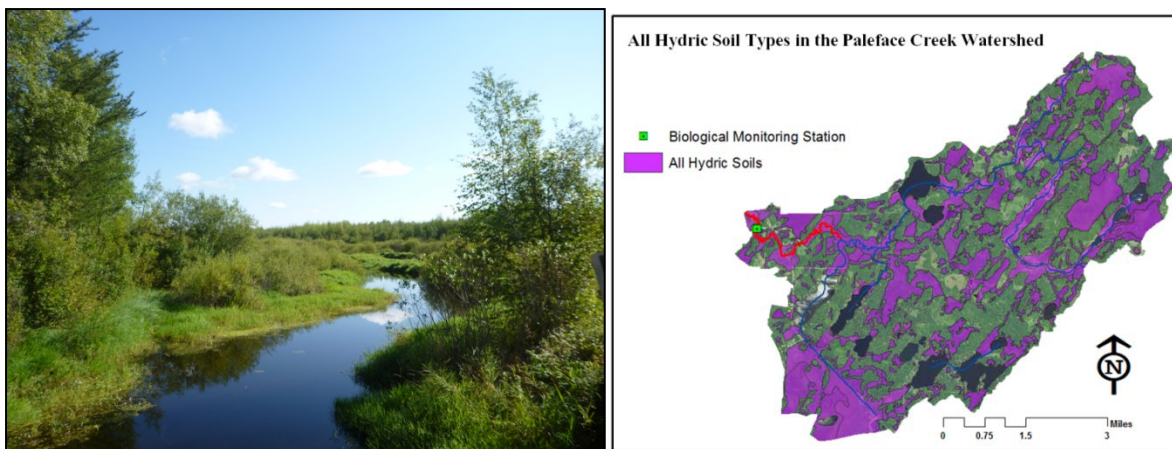 All Hydric Soil Types in the Paleface Creek Watershed
Biological Monitoring Station
All Hydric Soils
N
Miles
0 0.75 1.5 3